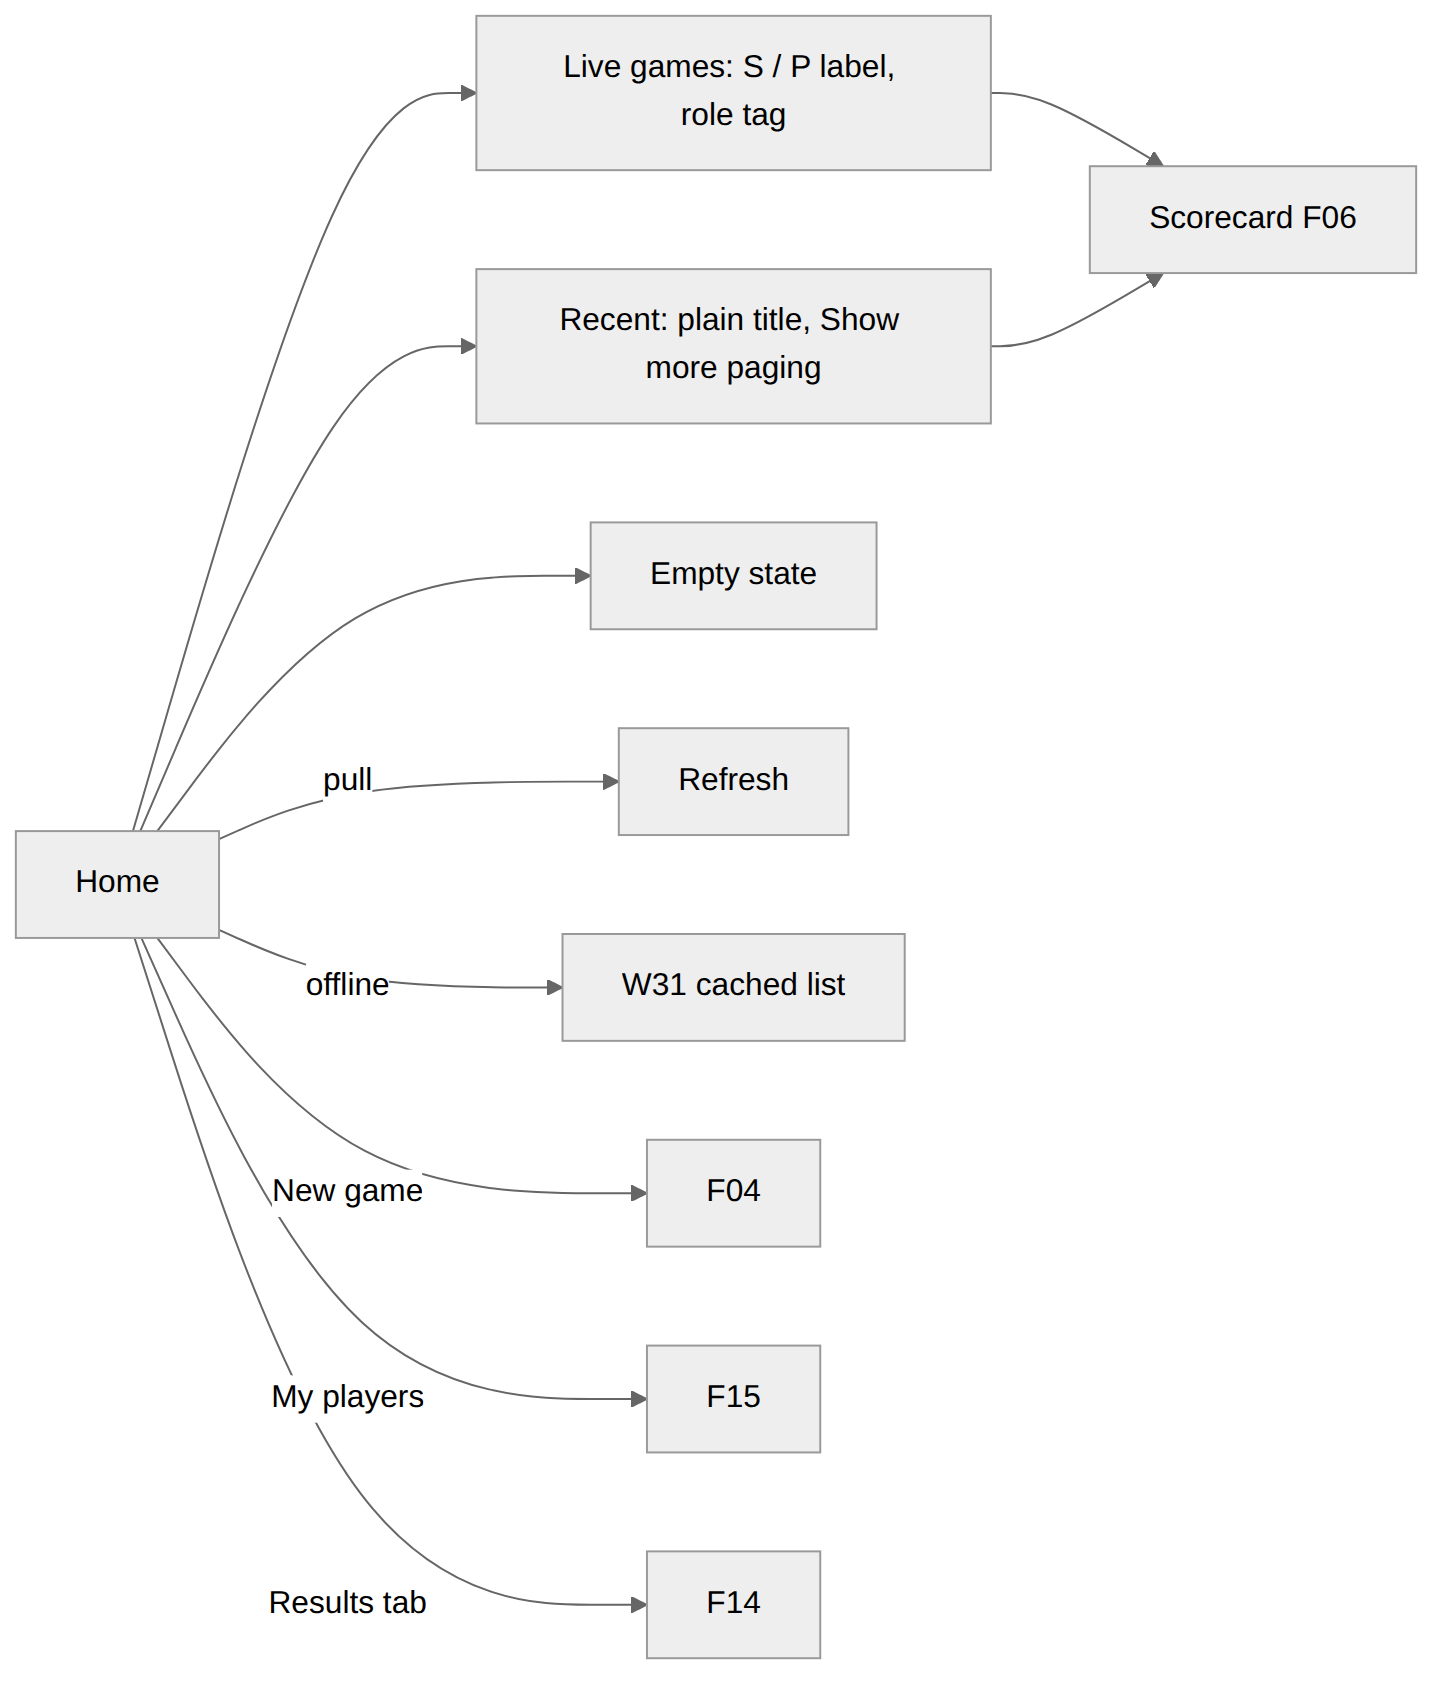 Live games: S / P label,
role tag
Scorecard F06
Recent: plain title, Show
more paging
Empty state
pull
Refresh
Home
offline
W31 cached list
New game
F04
My players
F15
Results tab
F14